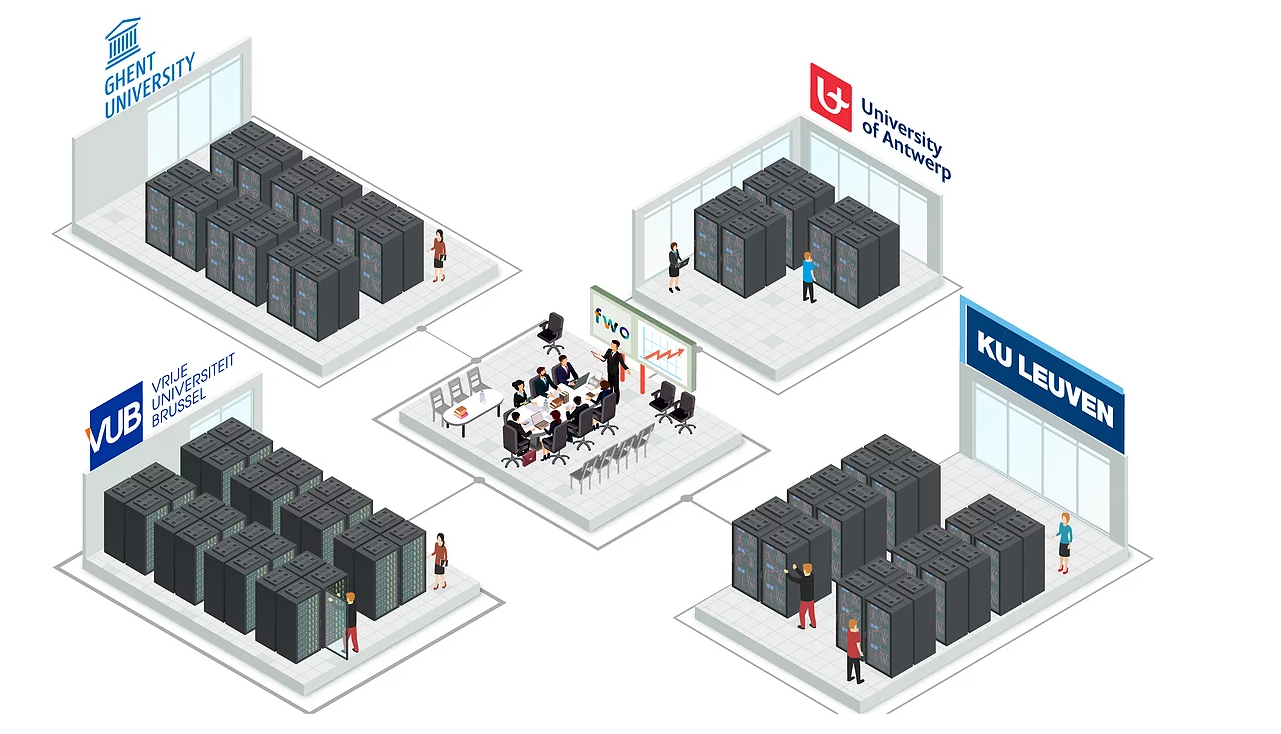 GHENT
UNIVERSITY
University
of Antwerp
fwo
KU LEUVEN
VUB
VRIJE
UNIVERSITEIT
BRUSSEL